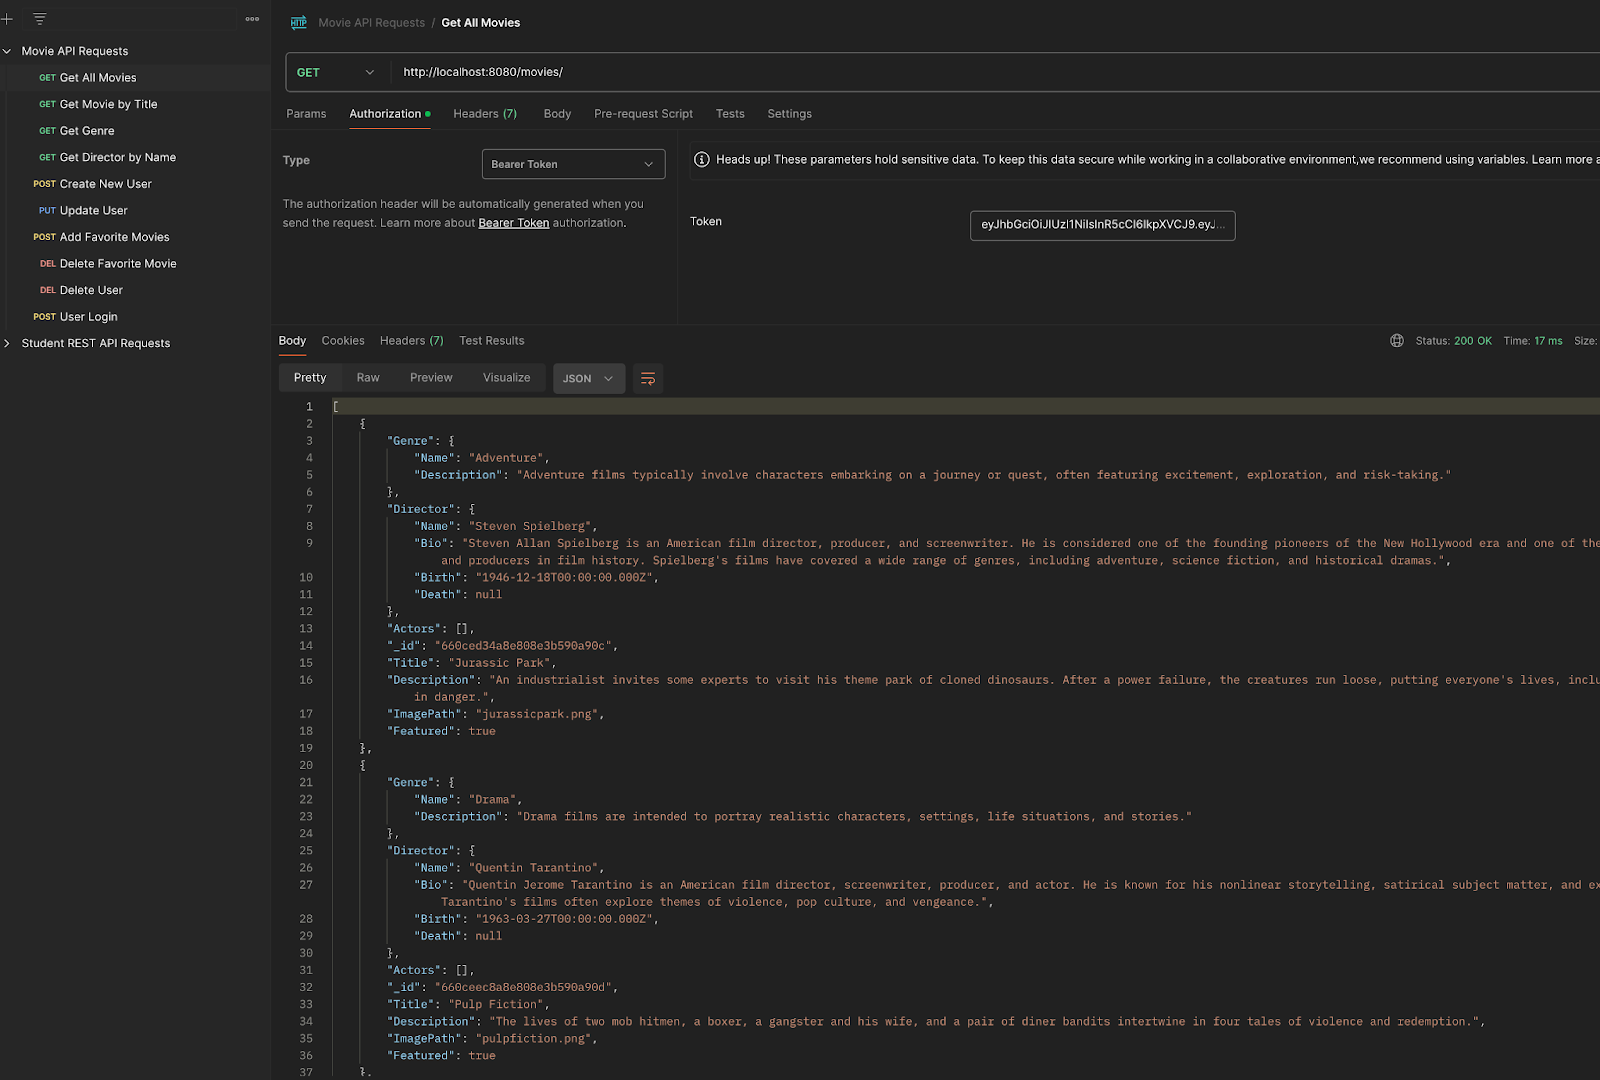 Movie API Requests
GET Get All Movies
GET Get Movie by Title
GET Get Genre
GET Get Director by Name
POST Create New User
PUT Update User
POST Add Favorite Movies
DEL Delete Favorite Movie
DEL Delete User
POST User Login
Student REST API Requests
HTTP Movie API Requests / Get All Movies
GET http://localhost:8080/movies/
Params Authorization Headers (7) Body Pre-request Script Tests Settings
Type Bearer Token
The authorization header will be automatically generated when you
send the request. Learn more about Bearer Token authorization.
Heads up! These parameters hold sensitive data. To keep this data secure while working in a collaborative environment,we recommend using variables. Learn more a
Token eyJhbGciOiJIUzI1NiIsInR5cCI6IkpXVCJ9.eyJ...
Body Cookies Headers (7) Test Results
Status: 200 OK Time: 17 ms Size:
Pretty Raw Preview Visualize JSON
1 [
2 {
3 "Genre": {
4 "Name": "Adventure",
5 "Description": "Adventure films typically involve characters embarking on a journey or quest, often featuring excitement, exploration, and risk-taking."
6 },
7 "Director": {
8 "Name": "Steven Spielberg",
9 "Bio": "Steven Allan Spielberg is an American film director, producer, and screenwriter. He is considered one of the founding pioneers of the New Hollywood era and one of the
and producers in film history. Spielberg's films have covered a wide range of genres, including adventure, science fiction, and historical dramas.",
10 "Birth": "1946-12-18T00:00:00.000Z",
11 "Death": null
12 },
13 "Actors": [],
14 "_id": "660ced34a8e808e3b590a90c",
15 "Title": "Jurassic Park",
16 "Description": "An industrialist invites some experts to visit his theme park of cloned dinosaurs. After a power failure, the creatures run loose, putting everyone's lives, inclu
in danger.",
17 "ImagePath": "jurassicpark.png",
18 "Featured": true
19 },
20 {
21 "Genre": {
22 "Name": "Drama",
23 "Description": "Drama films are intended to portray realistic characters, settings, life situations, and stories."
24 },
25 "Director": {
26 "Name": "Quentin Tarantino",
27 "Bio": "Quentin Jerome Tarantino is an American film director, screenwriter, producer, and actor. He is known for his nonlinear storytelling, satirical subject matter, and ex
Tarantino's films often explore themes of violence, pop culture, and vengeance.",
28 "Birth": "1963-03-27T00:00:00.000Z",
29 "Death": null
30 },
31 "Actors": [],
32 "_id": "660ceec8a8e808e3b590a90d",
33 "Title": "Pulp Fiction",
34 "Description": "The lives of two mob hitmen, a boxer, a gangster and his wife, and a pair of diner bandits intertwine in four tales of violence and redemption.",
35 "ImagePath": "pulpfiction.png",
36 "Featured": true
37 },